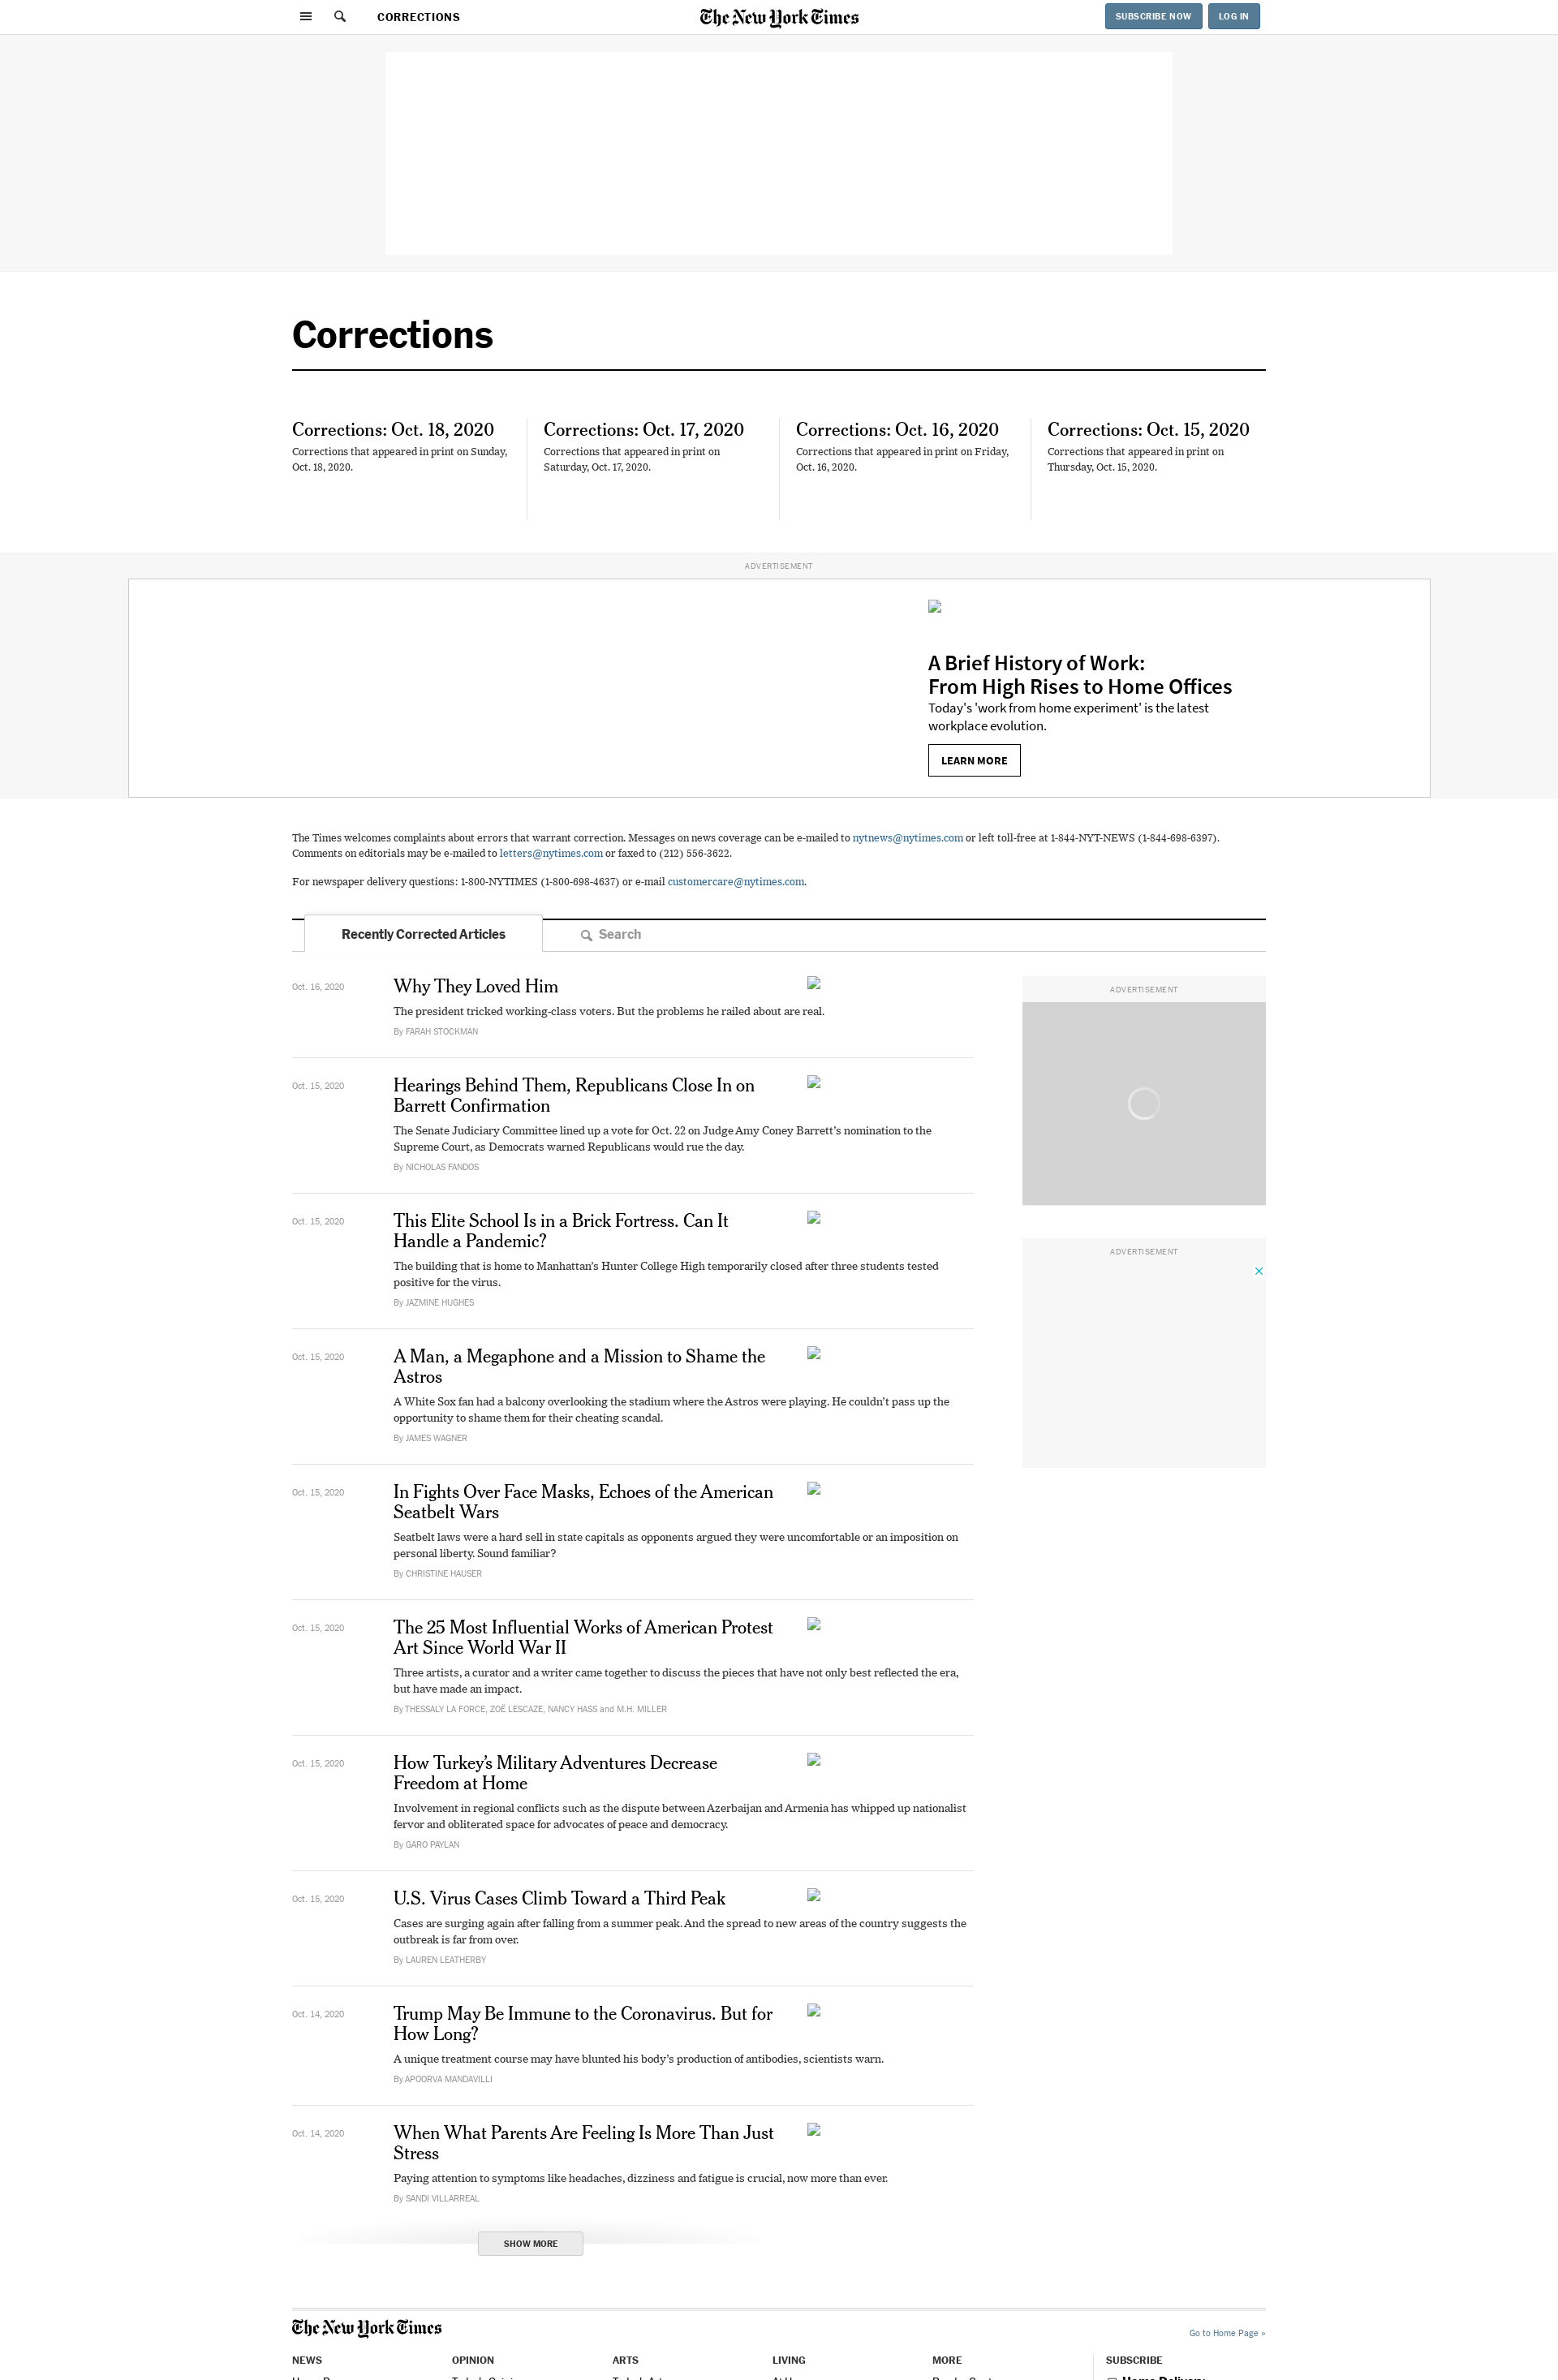 CORRECTIONS
The New York Times
SUBSCRIBE NOW
LOG IN
Corrections
Corrections: Oct. 18, 2020
Corrections that appeared in print on Sunday,
Oct. 18, 2020.
Corrections: Oct. 17, 2020
Corrections that appeared in print on
Saturday, Oct. 17, 2020.
Corrections: Oct. 16, 2020
Corrections that appeared in print on Friday,
Oct. 16, 2020.
Corrections: Oct. 15, 2020
Corrections that appeared in print on
Thursday, Oct. 15, 2020.
ADVERTISEMENT
A Brief History of Work:
From High Rises to Home Offices
Today's 'work from home experiment' is the latest
workplace evolution.
LEARN MORE
The Times welcomes complaints about errors that warrant correction. Messages on news coverage can be e-mailed to nytnews@nytimes.com or left toll-free at 1-844-NYT-NEWS (1-844-698-6397).
Comments on editorials may be e-mailed to letters@nytimes.com or faxed to (212) 556-3622.
For newspaper delivery questions: 1-800-NYTIMES (1-800-698-4637) or e-mail customercare@nytimes.com.
Recently Corrected Articles
Search
Oct. 16, 2020
Why They Loved Him
The president tricked working-class voters. But the problems he railed about are real.
By FARAH STOCKMAN
Oct. 15, 2020
Hearings Behind Them, Republicans Close In on
Barrett Confirmation
The Senate Judiciary Committee lined up a vote for Oct. 22 on Judge Amy Coney Barrett’s nomination to the
Supreme Court, as Democrats warned Republicans would rue the day.
By NICHOLAS FANDOS
Oct. 15, 2020
This Elite School Is in a Brick Fortress. Can It
Handle a Pandemic?
The building that is home to Manhattan’s Hunter College High temporarily closed after three students tested
positive for the virus.
By JAZMINE HUGHES
Oct. 15, 2020
A Man, a Megaphone and a Mission to Shame the
Astros
A White Sox fan had a balcony overlooking the stadium where the Astros were playing. He couldn’t pass up the
opportunity to shame them for their cheating scandal.
By JAMES WAGNER
Oct. 15, 2020
In Fights Over Face Masks, Echoes of the American
Seatbelt Wars
Seatbelt laws were a hard sell in state capitals as opponents argued they were uncomfortable or an imposition on
personal liberty. Sound familiar?
By CHRISTINE HAUSER
Oct. 15, 2020
The 25 Most Influential Works of American Protest
Art Since World War II
Three artists, a curator and a writer came together to discuss the pieces that have not only best reflected the era,
but have made an impact.
By THESSALY LA FORCE, ZOË LESCAZE, NANCY HASS and M.H. MILLER
Oct. 15, 2020
How Turkey’s Military Adventures Decrease
Freedom at Home
Involvement in regional conflicts such as the dispute between Azerbaijan and Armenia has whipped up nationalist
fervor and obliterated space for advocates of peace and democracy.
By GARO PAYLAN
Oct. 15, 2020
U.S. Virus Cases Climb Toward a Third Peak
Cases are surging again after falling from a summer peak. And the spread to new areas of the country suggests the
outbreak is far from over.
By LAUREN LEATHERBY
Oct. 14, 2020
Trump May Be Immune to the Coronavirus. But for
How Long?
A unique treatment course may have blunted his body’s production of antibodies, scientists warn.
By APOORVA MANDAVILLI
Oct. 14, 2020
When What Parents Are Feeling Is More Than Just
Stress
Paying attention to symptoms like headaches, dizziness and fatigue is crucial, now more than ever.
By SANDI VILLARREAL
SHOW MORE
ADVERTISEMENT
ADVERTISEMENT
The New York Times
Go to Home Page »
NEWS
OPINION
ARTS
LIVING
MORE
SUBSCRIBE